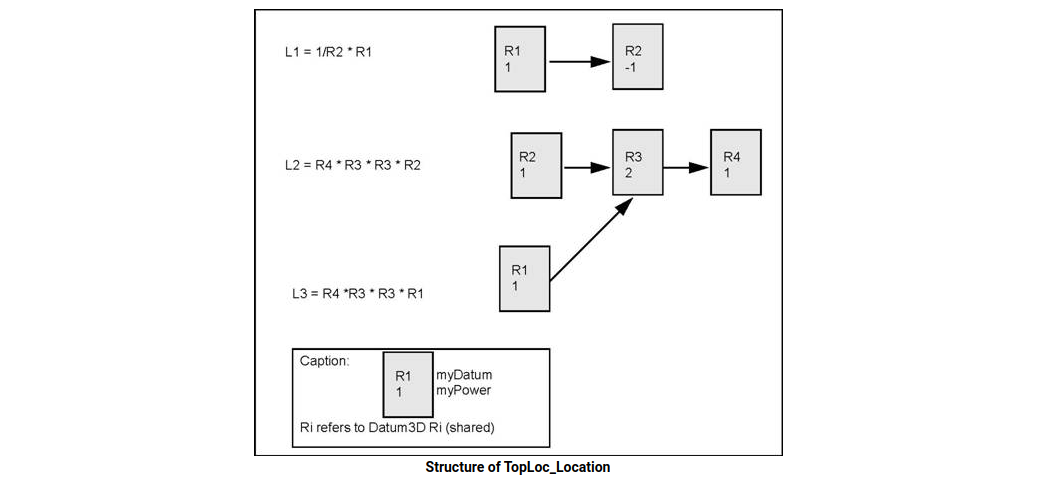 L1 = 1/R2 * R1
R1
1
R2
-1
L2 = R4 * R3 * R3 * R2
R2
1
R3
2
R4
1
L3 = R4 *R3 * R3 * R1
R1
1
Caption:
R1
1
myDatum
myPower
Ri refers to Datum3D Ri (shared)
Structure of TopLoc_Location